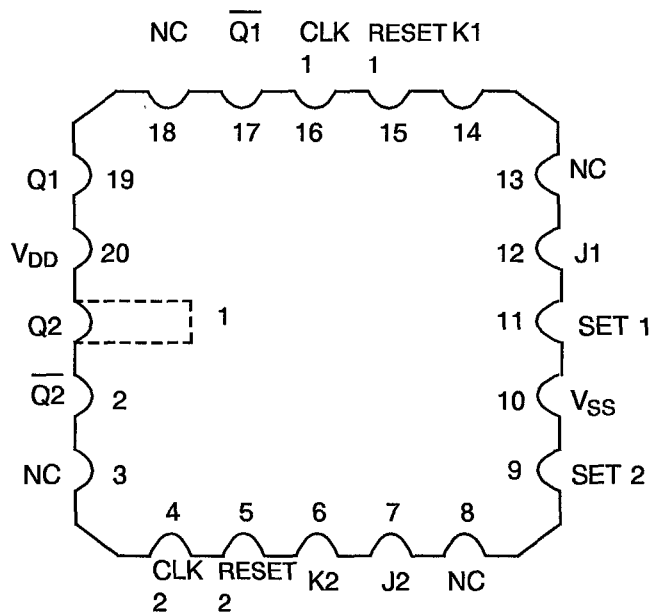 NC Q1 CLK 1 RESET 1 K1
18 17 16 15 14
Q1 19 13 NC
VDD 20 12 J1
Q2 1 11 SET 1
Q2 2 10 VSS
NC 3 9 SET 2
4 5 6 7 8
CLK 2 RESET 2 K2 J2 NC